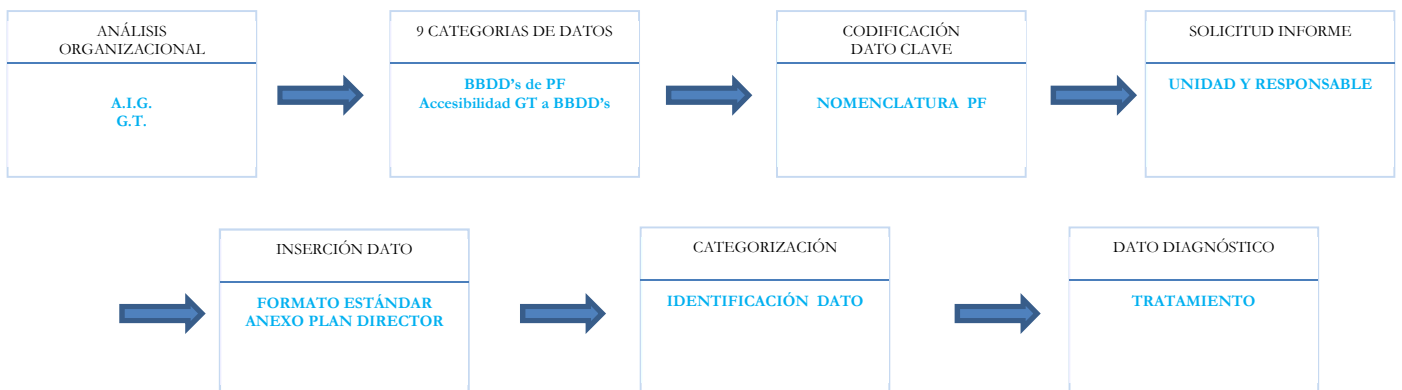 ANÁLISIS
ORGANIZACIONAL
A.I.G.
G.T.
9 CATEGORIAS DE DATOS
BBDD's de PF
Accesibilidad GT a BBDD's
CODIFICACIÓN
DATO CLAVE
NOMENCLATURA PF
SOLICITUD INFORME
UNIDAD Y RESPONSABLE
INSERCIÓN DATO
FORMATO ESTÁNDAR
ANEXO PLAN DIRECTOR
CATEGORIZACIÓN
IDENTIFICACIÓN DATO
DATO DIAGNÓSTICO
TRATAMIENTO